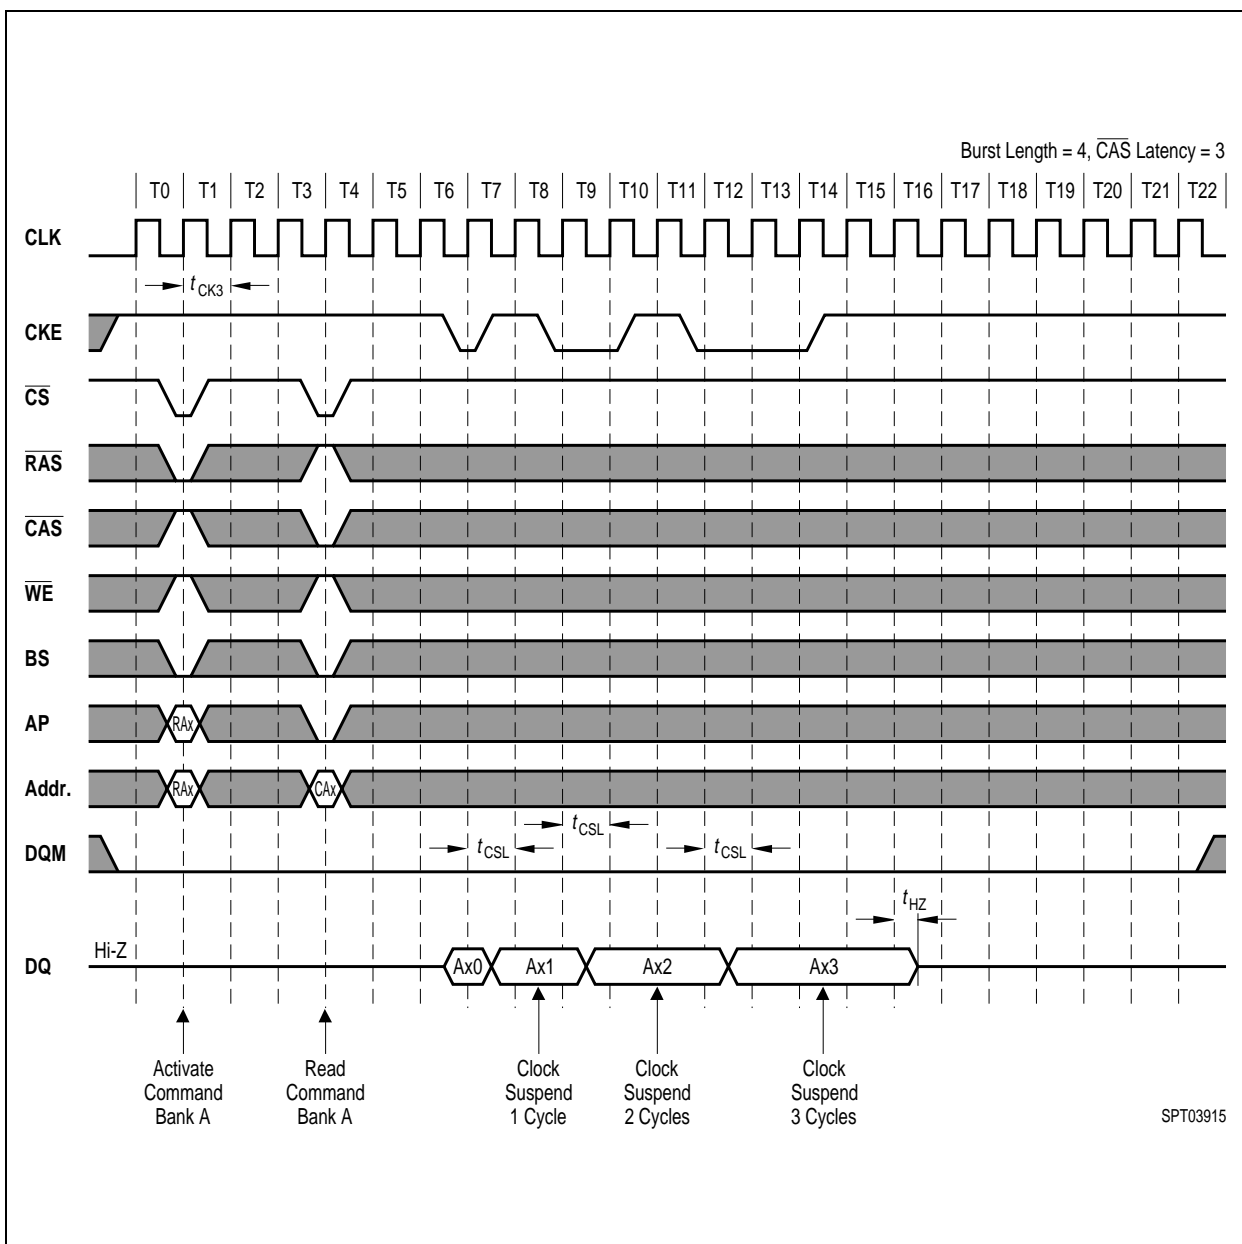 Burst Length = 4, CAS Latency = 3
T0 T1 T2 T3 T4 T5 T6 T7 T8 T9 T10 T11 T12 T13 T14 T15 T16 T17 T18 T19 T20 T21 T22
CLK
tCK3
CKE
CS
RAS
CAS
WE
BS
AP RAx
Addr. RAx CAx
tCSL
DQM tCSL tCSL
tHZ
Hi-Z
DQ Ax0 Ax1 Ax2 Ax3
Activate Command Bank A
Read Command Bank A
Clock Suspend 1 Cycle
Clock Suspend 2 Cycles
Clock Suspend 3 Cycles
SPT03915